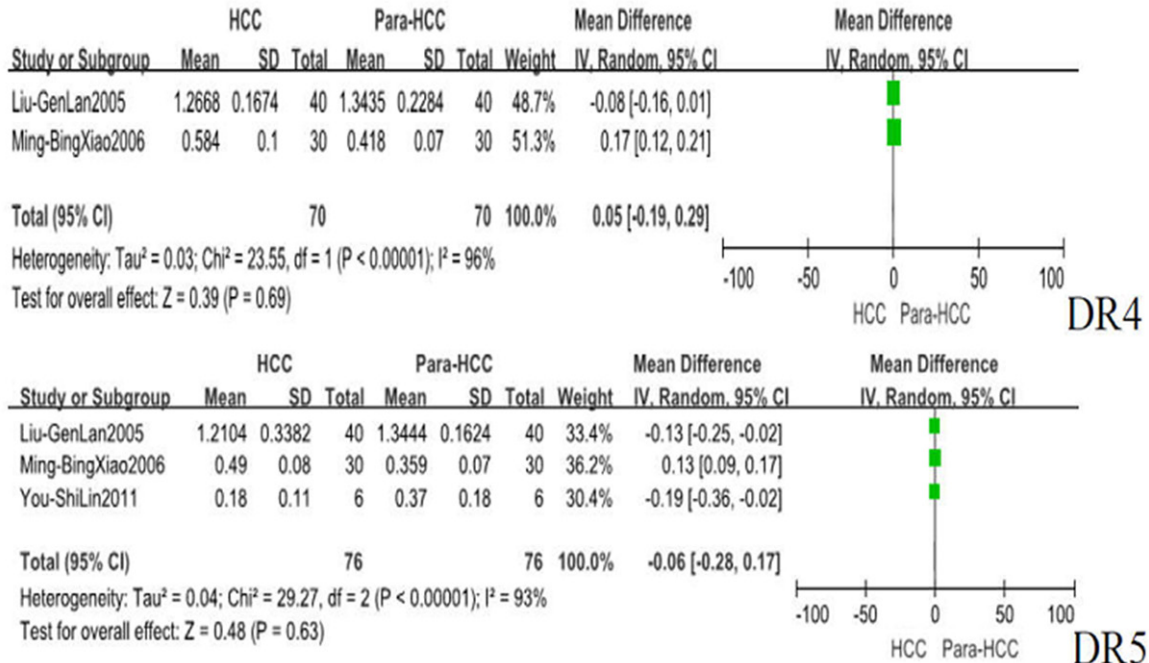 HCC Para-HCC Mean Difference Mean Difference
Study or Subgroup Mean SD Total Mean SD Total Weight IV, Random, 95% CI IV, Random, 95% CI
Liu-GenLan2005 1.2668 0.1674 40 1.3435 0.2284 40 48.7% -0.08 [-0.16, 0.01]
Ming-BingXiao2006 0.584 0.1 30 0.418 0.07 30 51.3% 0.17 [0.12, 0.21]
Total (95% CI) 70 70 100.0% 0.05 [-0.19, 0.29]
Heterogeneity: Tau² = 0.03; Chi² = 23.55, df = 1 (P < 0.00001); I² = 96%
-100 -50 0 50 100
Test for overall effect: Z = 0.39 (P = 0.69)
HCC Para-HCC
DR4
HCC Para-HCC Mean Difference Mean Difference
Study or Subgroup Mean SD Total Mean SD Total Weight IV, Random, 95% CI IV, Random, 95% CI
Liu-GenLan2005 1.2104 0.3382 40 1.3444 0.1624 40 33.4% -0.13 [-0.25, -0.02]
Ming-BingXiao2006 0.49 0.08 30 0.359 0.07 30 36.2% 0.13 [0.09, 0.17]
You-ShiLin2011 0.18 0.11 6 0.37 0.18 6 30.4% -0.19 [-0.36, -0.02]
Total (95% CI) 76 76 100.0% -0.06 [-0.28, 0.17]
Heterogeneity: Tau² = 0.04; Chi² = 29.27, df = 2 (P < 0.00001); I² = 93%
-100 -50 0 50 100
Test for overall effect: Z = 0.48 (P = 0.63)
HCC Para-HCC
DR5